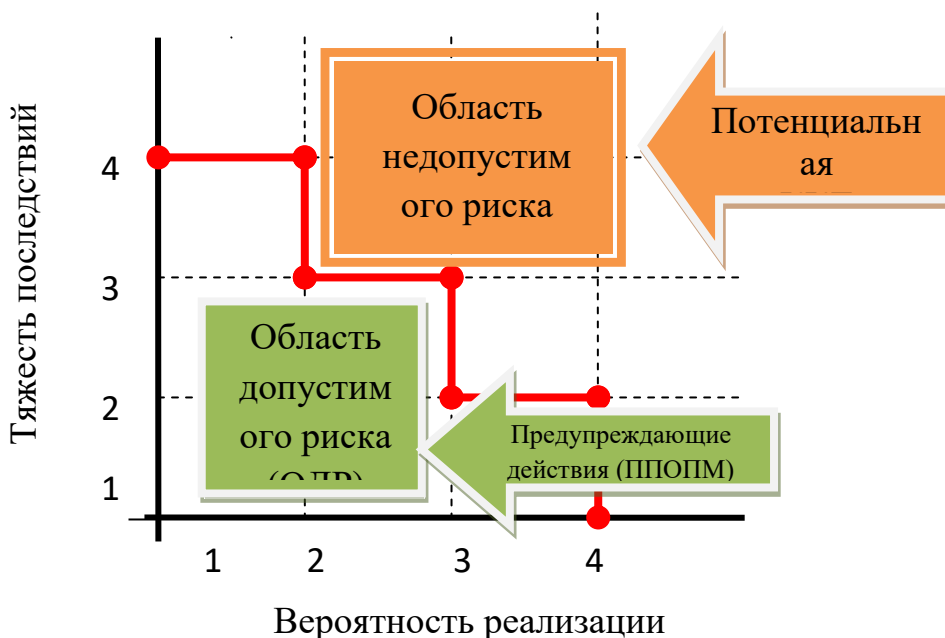 Тяжесть последствий
4
3
2
1
Область
недопустим
ого риска
Потенциальн
ая
Область
допустим
ого риска
Предупреждающие
действия (ППОПМ)
1
2
3
4
Вероятность реализации